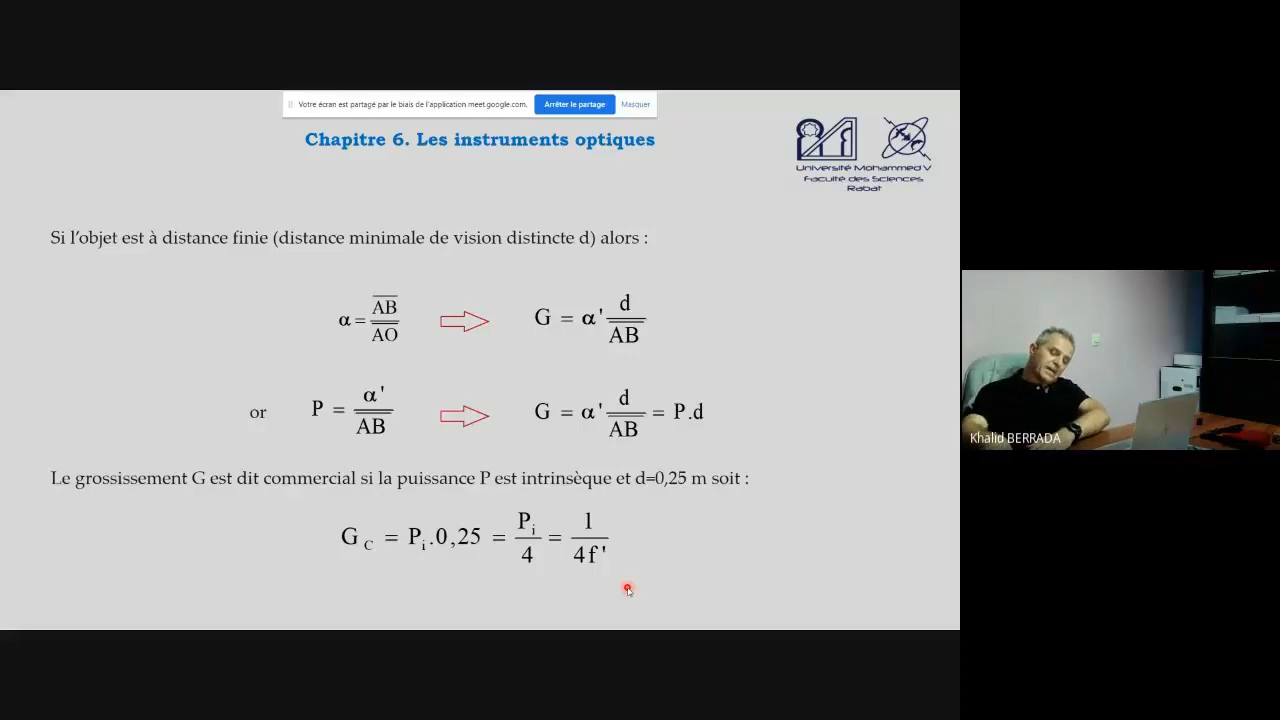 Votre écran est partagé par le biais de l'application meet.google.com. Arrêter le partage Masquer
Chapitre 6. Les instruments optiques
Université Mohammed V
Faculté des Sciences
Rabat
Si l'objet est à distance finie (distance minimale de vision distincte d) alors :
α = AB / AO ⇨ G = α' d / AB
or P = α' / AB ⇨ G = α' d / AB = P.d
Le grossissement G est dit commercial si la puissance P est intrinsèque et d=0,25 m soit :
G_C = P_i.0,25 = P_i / 4 = 1 / 4f'
Khalid BERRADA